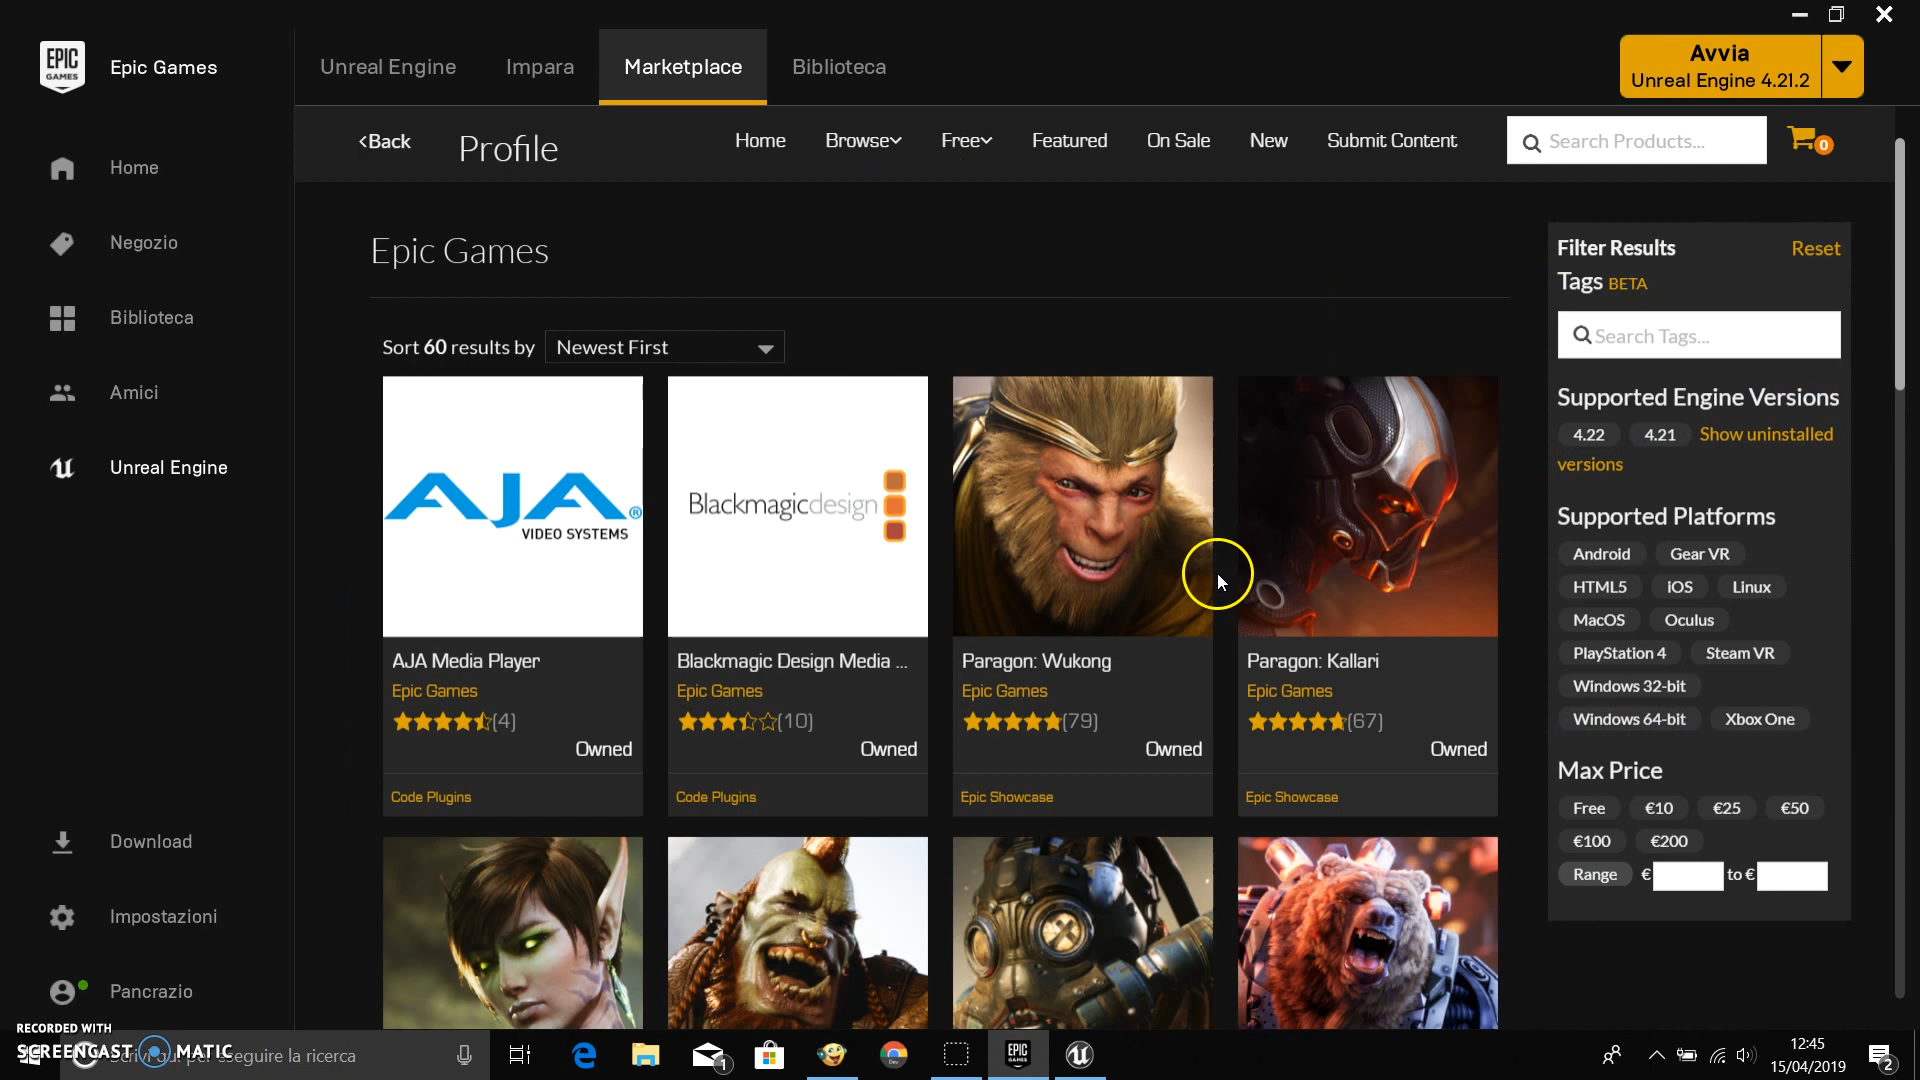 EPIC
GAMES
Epic Games
Home
Negozio
Biblioteca
Amici
Unreal Engine
Download
Impostazioni
Pancrazio
Unreal Engine
Impara
Marketplace
Biblioteca
Avvia
Unreal Engine 4.21.2
<Back
Profile
Home
Browse
Free
Featured
On Sale
New
Submit Content
Search Products...
0
Epic Games
Sort 60 results by
Newest First
AJA
VIDEO SYSTEMS
AJA Media Player
Epic Games
(4)
Owned
Code Plugins
Blackmagicdesign
Blackmagic Design Media ...
Epic Games
(10)
Owned
Code Plugins
Paragon: Wukong
Epic Games
(79)
Owned
Epic Showcase
Paragon: Kallari
Epic Games
(67)
Owned
Epic Showcase
Filter Results
Reset
Tags BETA
Search Tags...
Supported Engine Versions
4.22 4.21 Show uninstalled
versions
Supported Platforms
Android Gear VR
HTML5 iOS Linux
MacOS Oculus
PlayStation 4 Steam VR
Windows 32-bit
Windows 64-bit Xbox One
Max Price
Free €10 €25 €50
€100 €200
Range € to €
RECORDED WITH
SCREENCAST MATIC
per eseguire la ricerca
1
EPIC
GAMES
12:45
15/04/2019
2